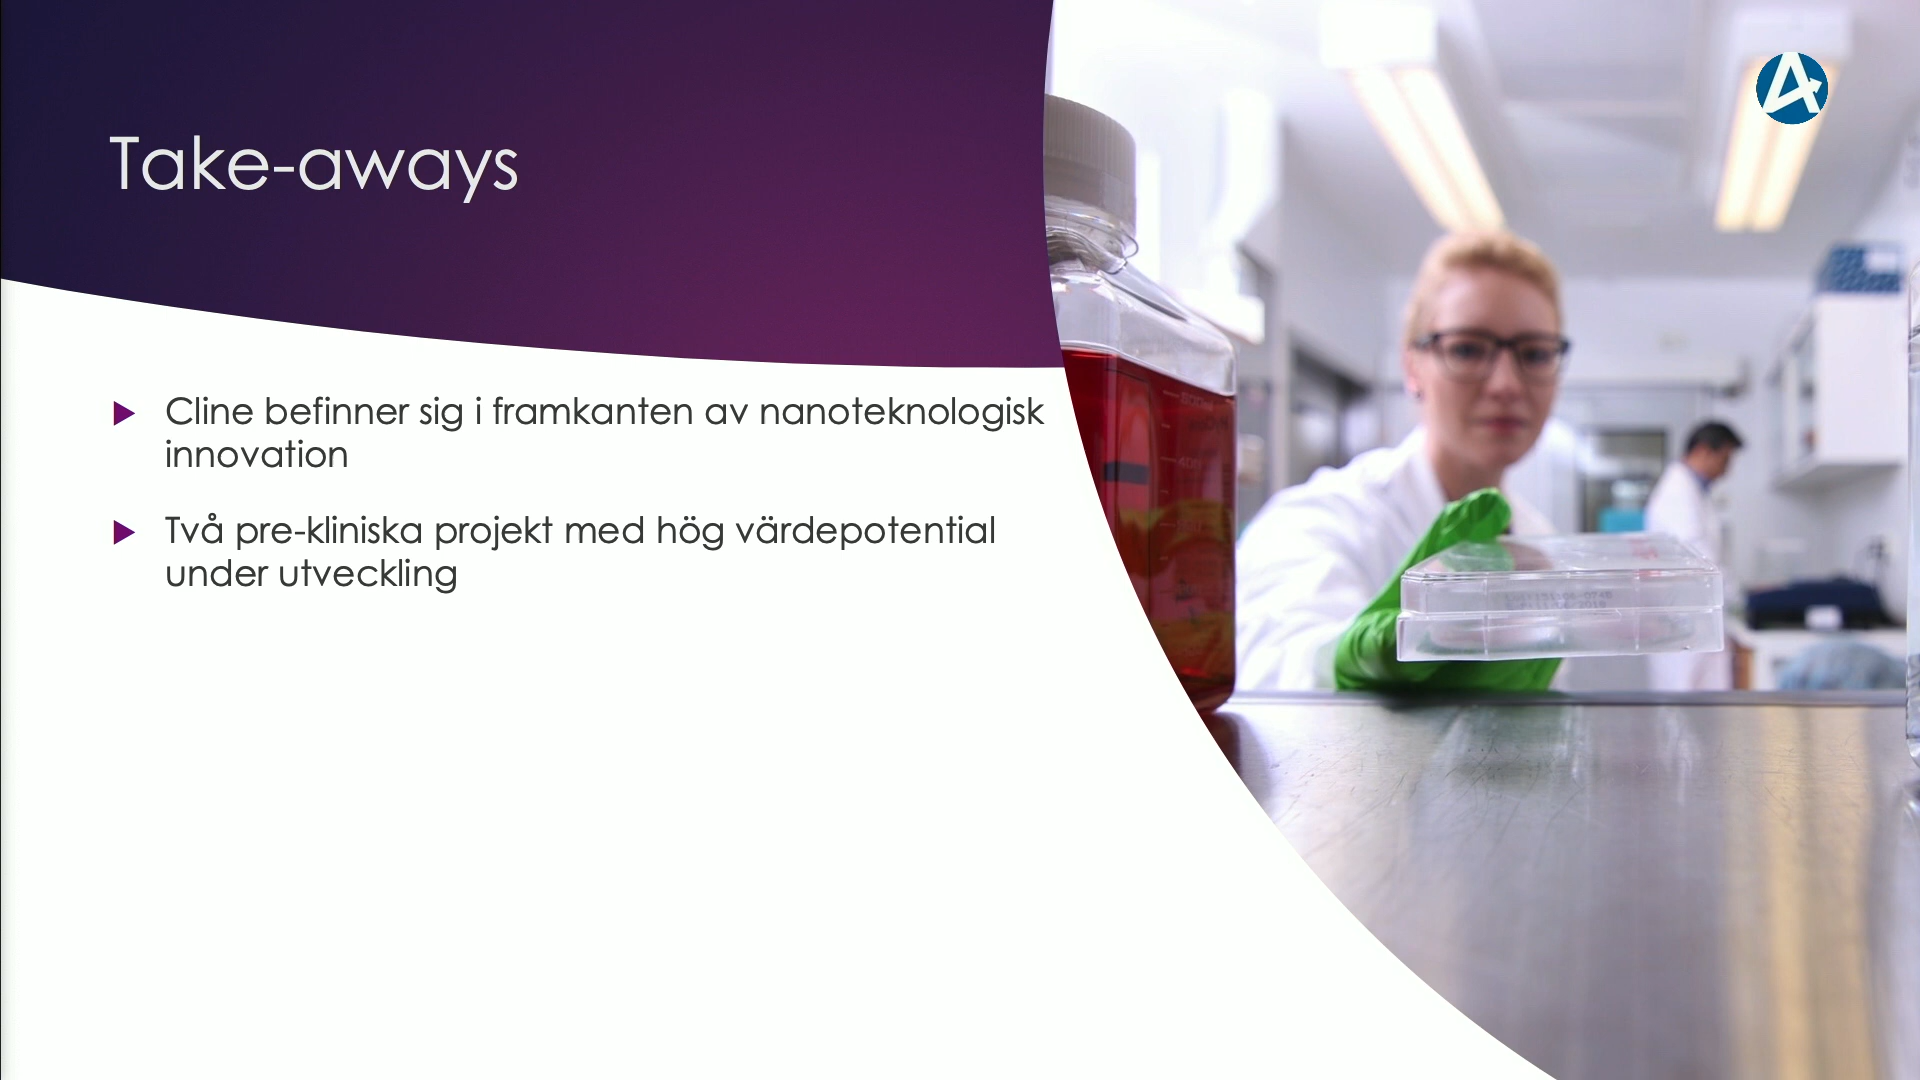 Take-aways
Cline befinner sig i framkanten av nanoteknologisk
innovation
Två pre-kliniska projekt med hög värdepotential
under utveckling